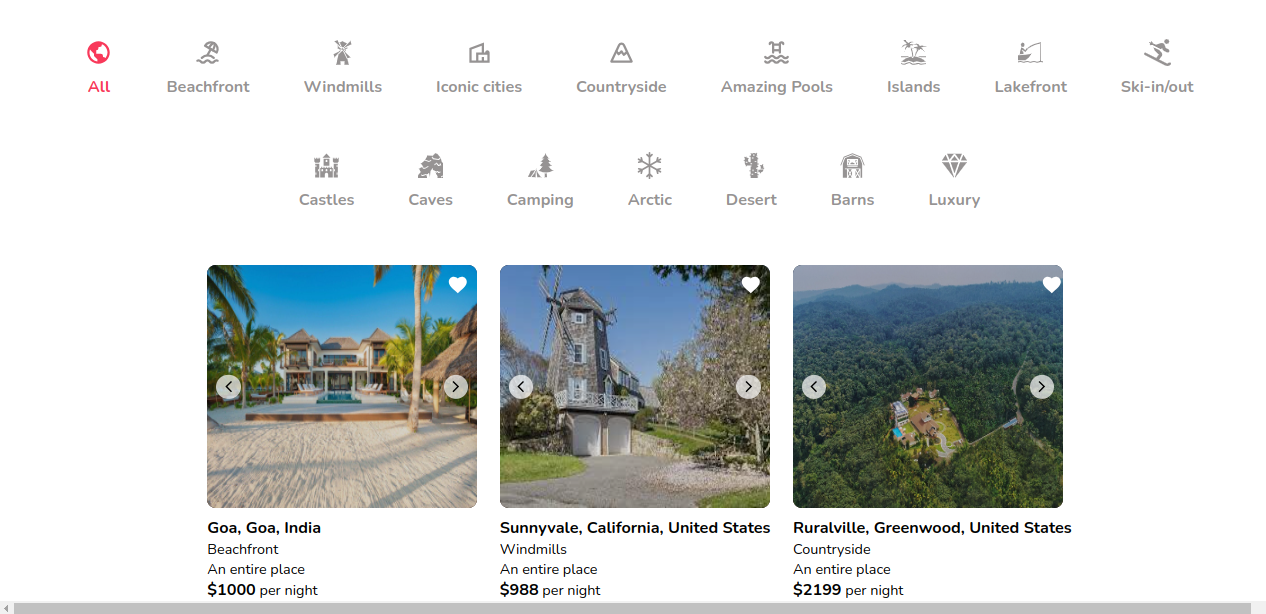 All Beachfront Windmills Iconic cities Countryside Amazing Pools Islands Lakefront Ski-in/out
Castles Caves Camping Arctic Desert Barns Luxury
Goa, Goa, India
Beachfront
An entire place
$1000 per night
Sunnyvale, California, United States
Windmills
An entire place
$988 per night
Ruralville, Greenwood, United States
Countryside
An entire place
$2199 per night